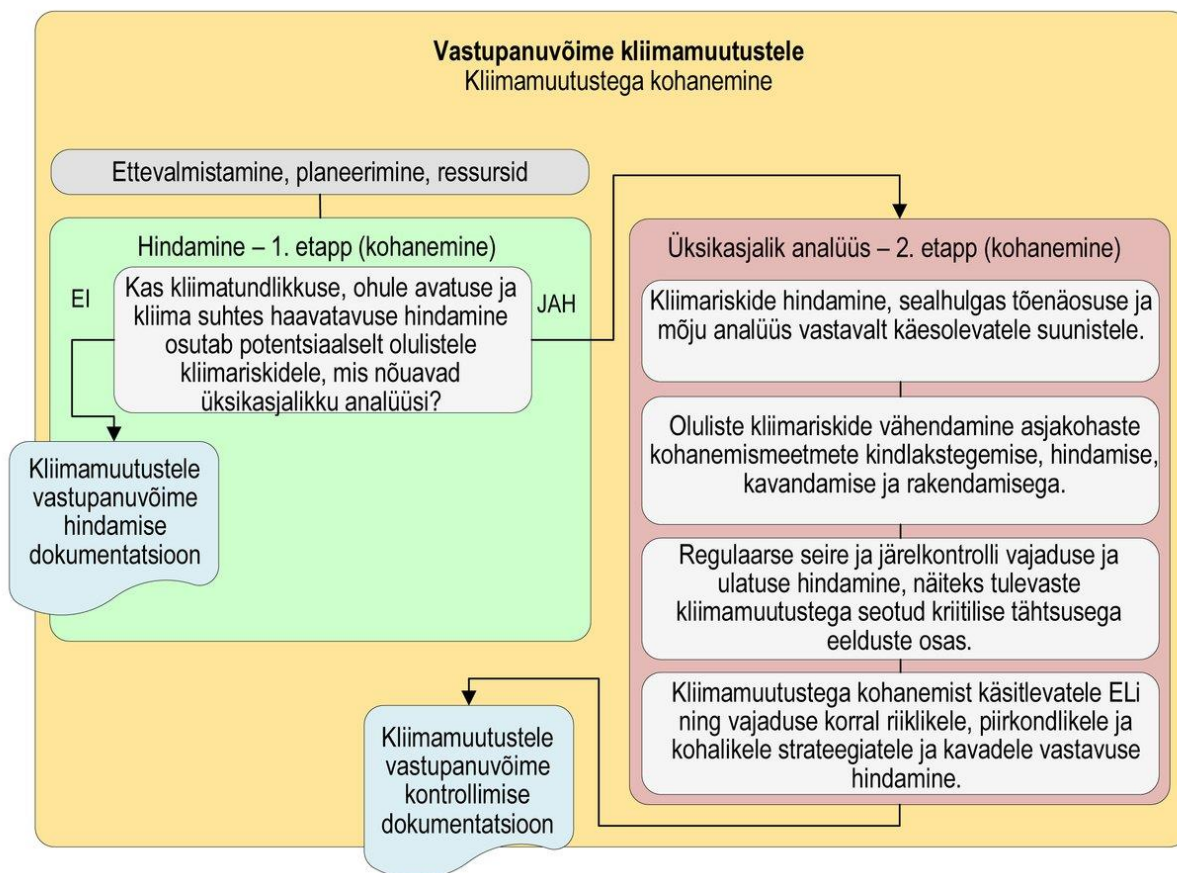 Vastupanuvõime kliimamuutustele
Kliimamuutustega kohanemine
Ettevalmistamine, planeerimine, ressursid
Hindamine – 1. etapp (kohanemine)
EI
Kas kliimatundlikkuse, ohule avatuse ja
kliima suhtes haavatavuse hindamine
osutab potentsiaalselt olulistele
kliimariskidele, mis nõuavad
üksikasjalikku analüüsi?
JAH
Kliimamuutustele
vastupanuvõime
hindamise
dokumentatsioon
Üksikasjalik analüüs – 2. etapp (kohanemine)
Kliimariskide hindamine, sealhulgas tõenäosuse ja
mõju analüüs vastavalt käesolevatele suunistele.
Oluliste kliimariskide vähendamine asjakohaste
kohanemismeetmete kindlakstegemise, hindamise,
kavandamise ja rakendamisega.
Regulaarse seire ja järelkontrolli vajaduse ja
ulatuse hindamine, näiteks tulevaste
kliimamuutustega seotud kriitilise tähtsusega
eelduste osas.
Kliimamuutustega kohanemist käsitlevatele ELi
ning vajaduse korral riiklikele, piirkondlikele ja
kohalikele strateegiatele ja kavadele vastavuse
hindamine.
Kliimamuutustele
vastupanuvõime
kontrollimise
dokumentatsioon